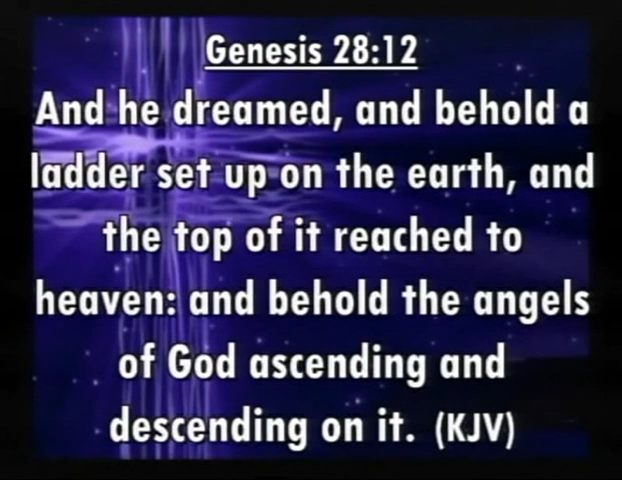 Genesis 28:12
And he dreamed, and behold a
ladder set up on the earth, and
the top of it reached to
heaven: and behold the angels
of God ascending and
descending on it. (KJV)